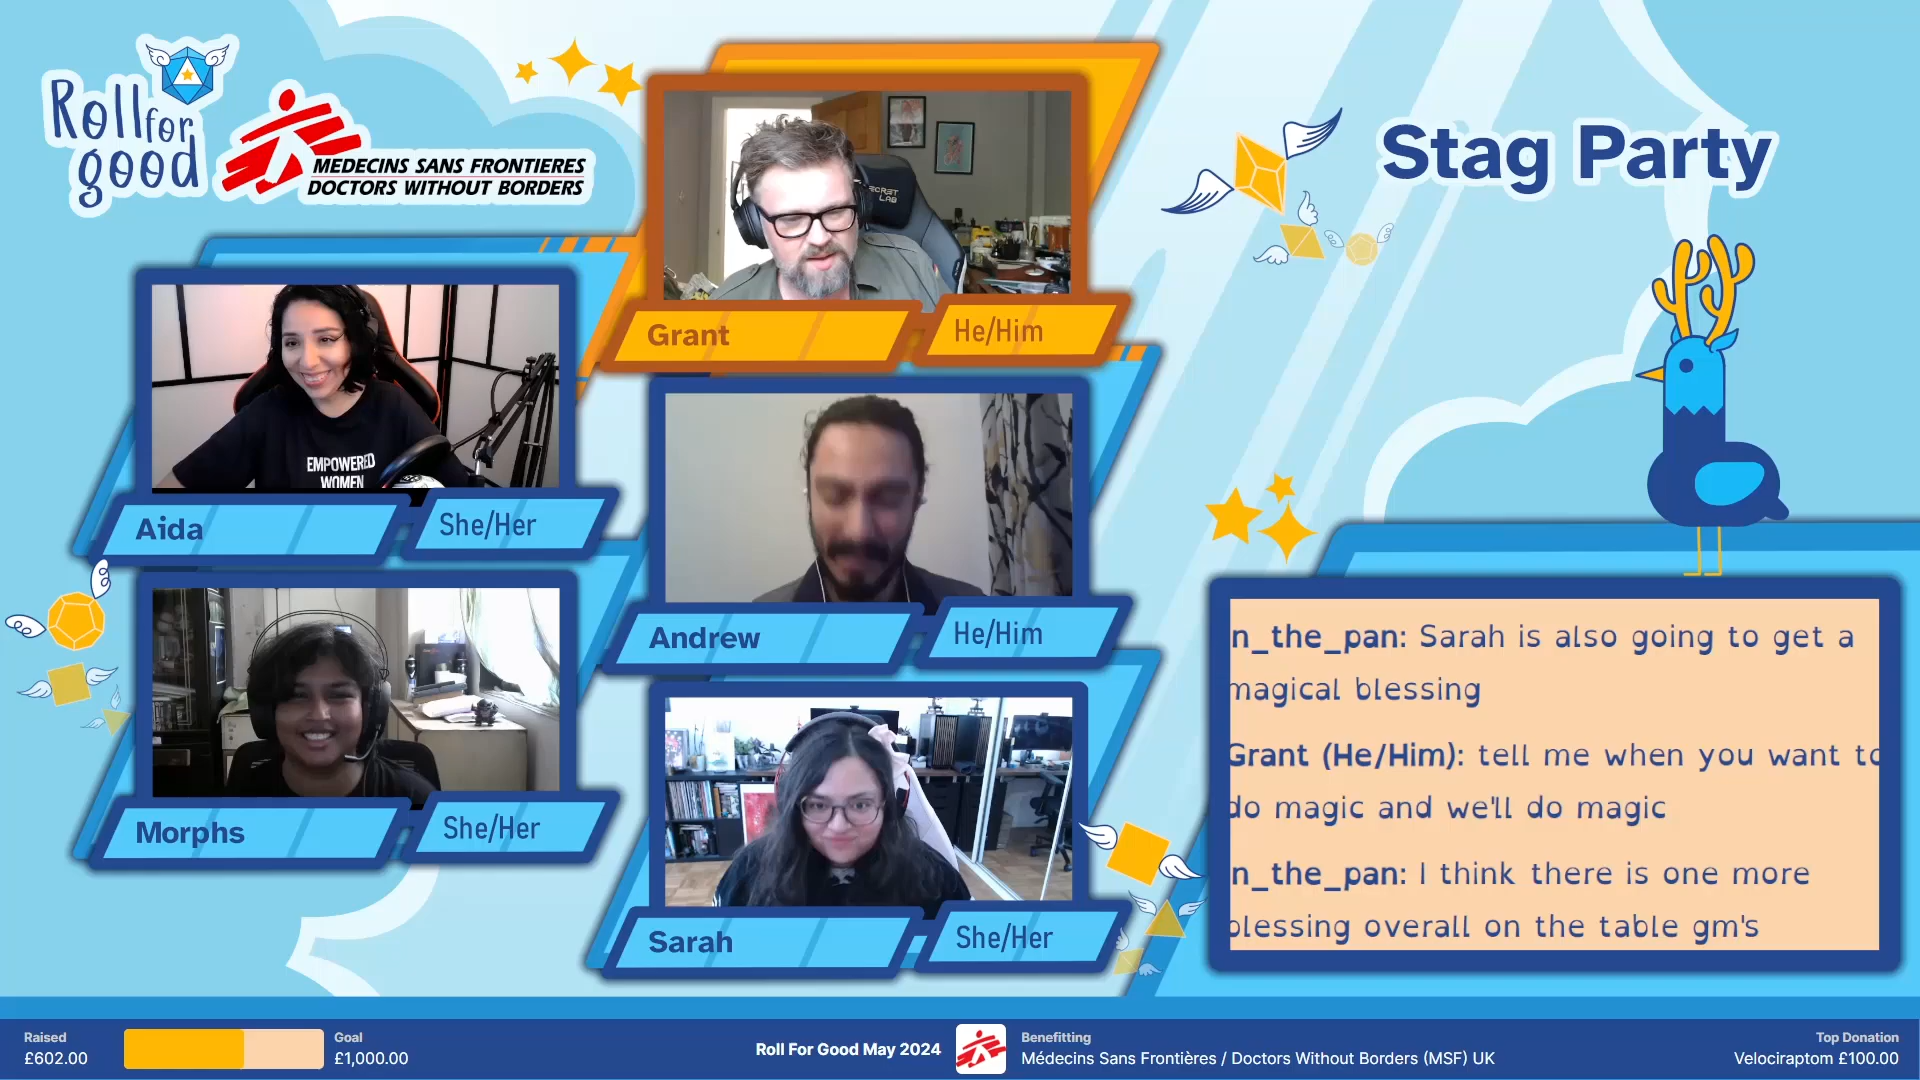 Roll for
good
MEDECINS SANS FRONTIERES
DOCTORS WITHOUT BORDERS
Stag Party
SECRET
LAB
Grant
He/Him
EMPOWERED
WOMEN
Aida
She/Her
Andrew
He/Him
Morphs
She/Her
Sarah
She/Her
n_the_pan: Sarah is also going to get a
magical blessing
Grant (He/Him): tell me when you want to
do magic and we'll do magic
n_the_pan: I think there is one more
blessing overall on the table gm's
Raised
£602.00
Goal
£1,000.00
Roll For Good May 2024
Benefitting
Médecins Sans Frontières / Doctors Without Borders (MSF) UK
Top Donation
Velociraptom £100.00